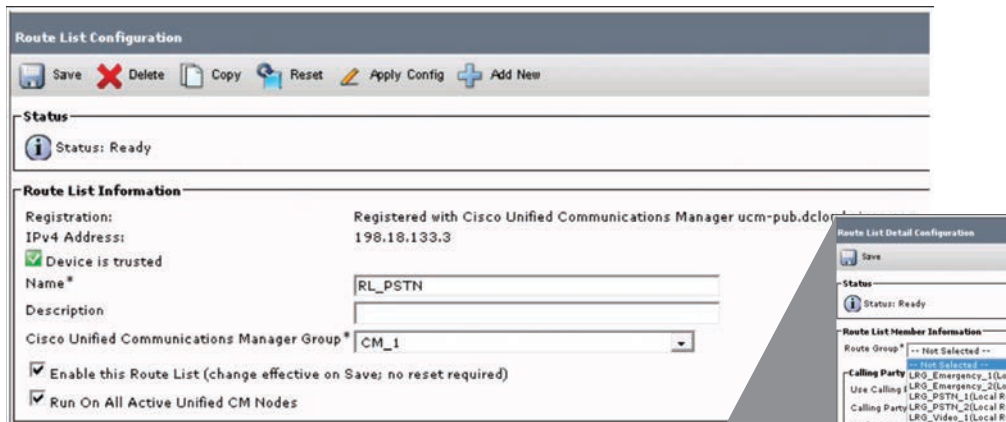 Route List Configuration
Save Delete Copy Reset Apply Config Add New
Status
Status: Ready
Route List Information
Registration: Registered with Cisco Unified Communications Manager
IPv4 Address: 198.18.133.3
Device is trusted
Name* RL_PSTN
Description
Cisco Unified Communications Manager Group* CM_1
Enable this Route List (change effective on Save; no reset required)
Run On All Active Unified CM Nodes
Route List Detail Configuration
Save
Status
Status: Ready
Route List Member Information
Route Group* -- Not Selected --
-- Not Selected --
Calling Party
LRG_Emergency_1(Lo
Use Calling
LRG_Emergency_2(Lo
LRG_PSTN_1(Local R
Calling Party
LRG_PSTN_2(Local R
LRG_Video_1(Local R